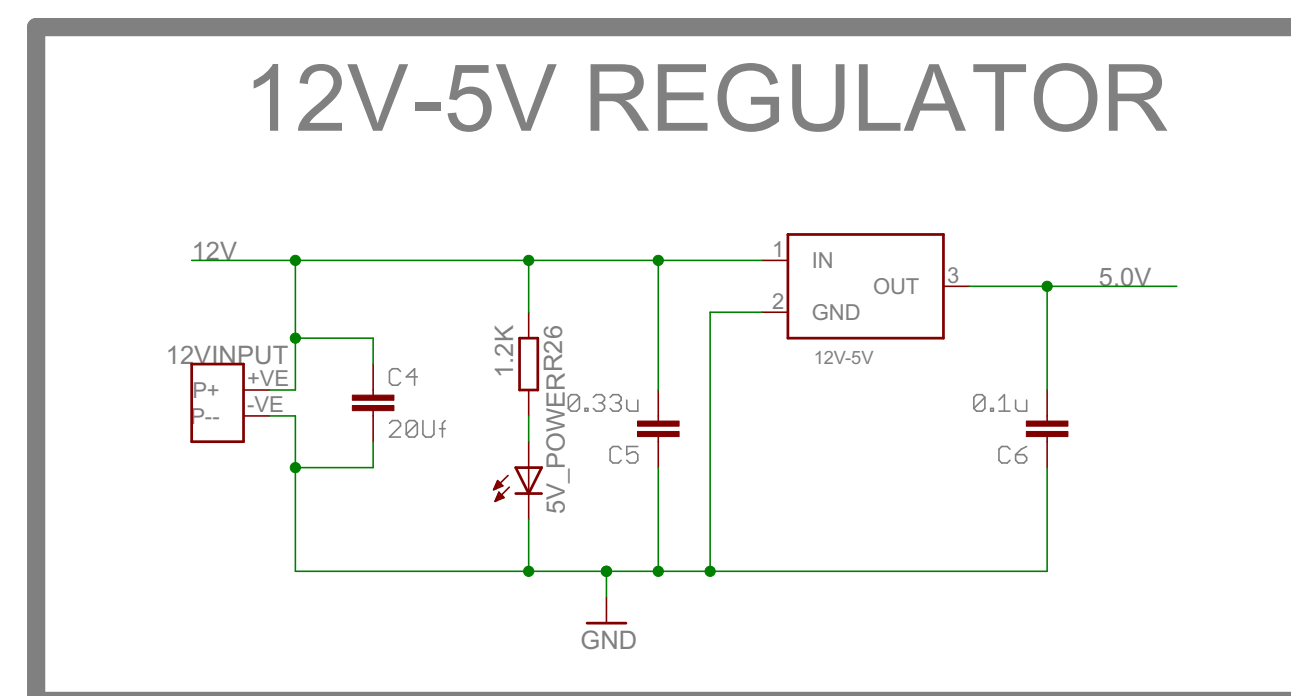 12V-5V REGULATOR
12V
1
IN
OUT
3
5.0V
2
GND
12V-5V
12VINPUT
P+
+VE
P--
-VE
C4
20Uf
1.2K
R26
5V_POWER
0.33u
C5
0.1u
C6
GND